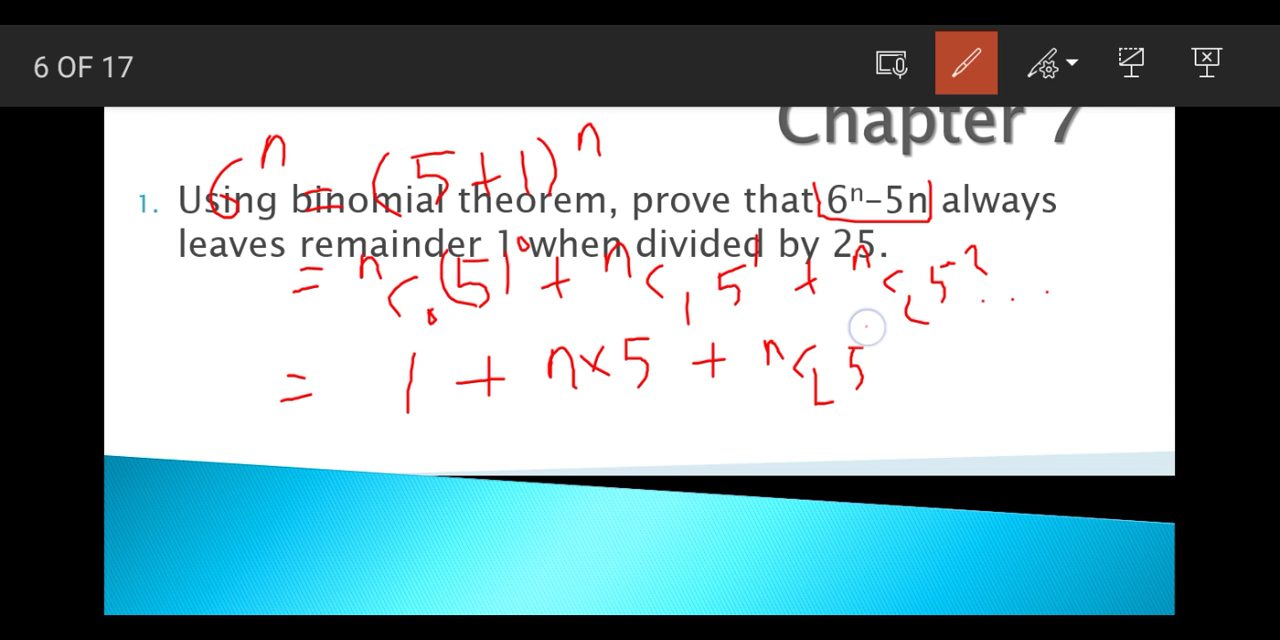 6 OF 17
Chapter 7
6ⁿ = (5+1)ⁿ
1. Using binomial theorem, prove that 6ⁿ–5n always
leaves remainder 1 when divided by 25.
= ⁿC₀(5)⁰ + ⁿC₁5¹ + ⁿC₂5² ...
= 1 + n×5 + ⁿC₂5